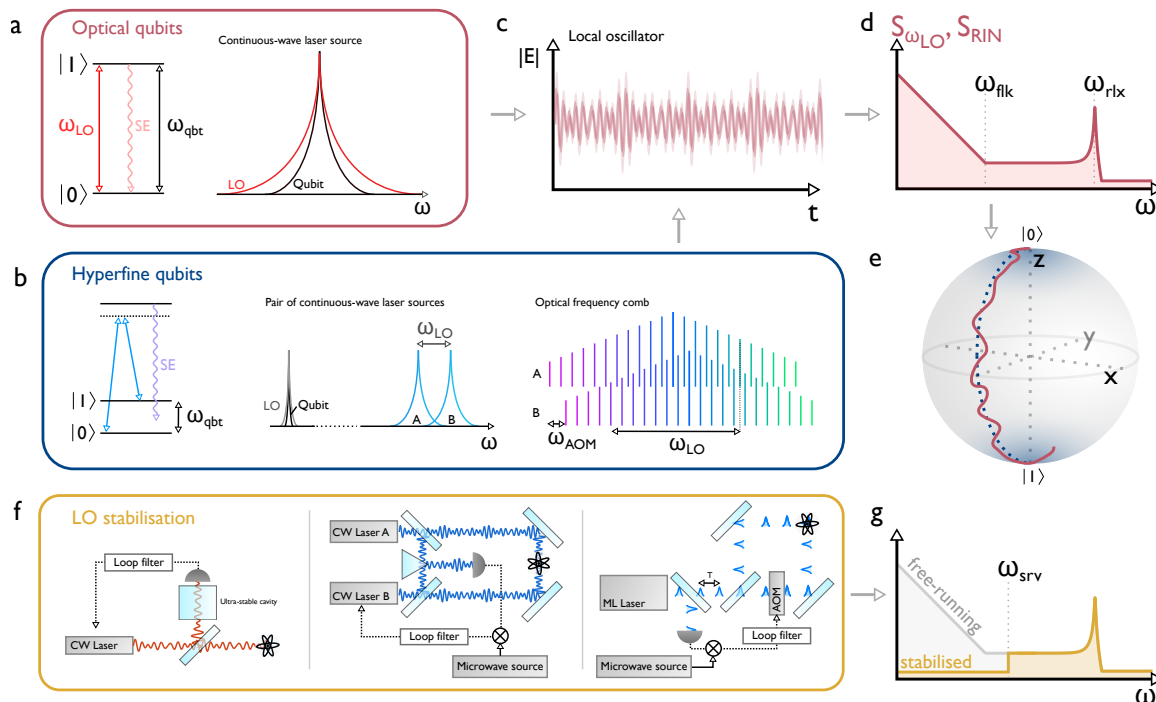 a
Optical qubits
|1⟩
ω_LO
SE
ω_qbt
|0⟩
Continuous-wave laser source
LO
Qubit
ω
c
|E|
Local oscillator
t
d
S_ω_LO, S_RIN
ω_flk
ω_rlx
ω
b
Hyperfine qubits
SE
|1⟩
|0⟩
ω_qbt
Pair of continuous-wave laser sources
ω_LO
LO
Qubit
A
B
ω
Optical frequency comb
A
B
ω_AOM
ω_LO
e
|0⟩
z
y
x
|1⟩
f
LO stabilisation
Loop filter
Ultra-stable cavity
CW Laser
CW Laser A
CW Laser B
Loop filter
Microwave source
ML Laser
T
AOM
Loop filter
Microwave source
g
free-running
ω_srv
stabilised
ω